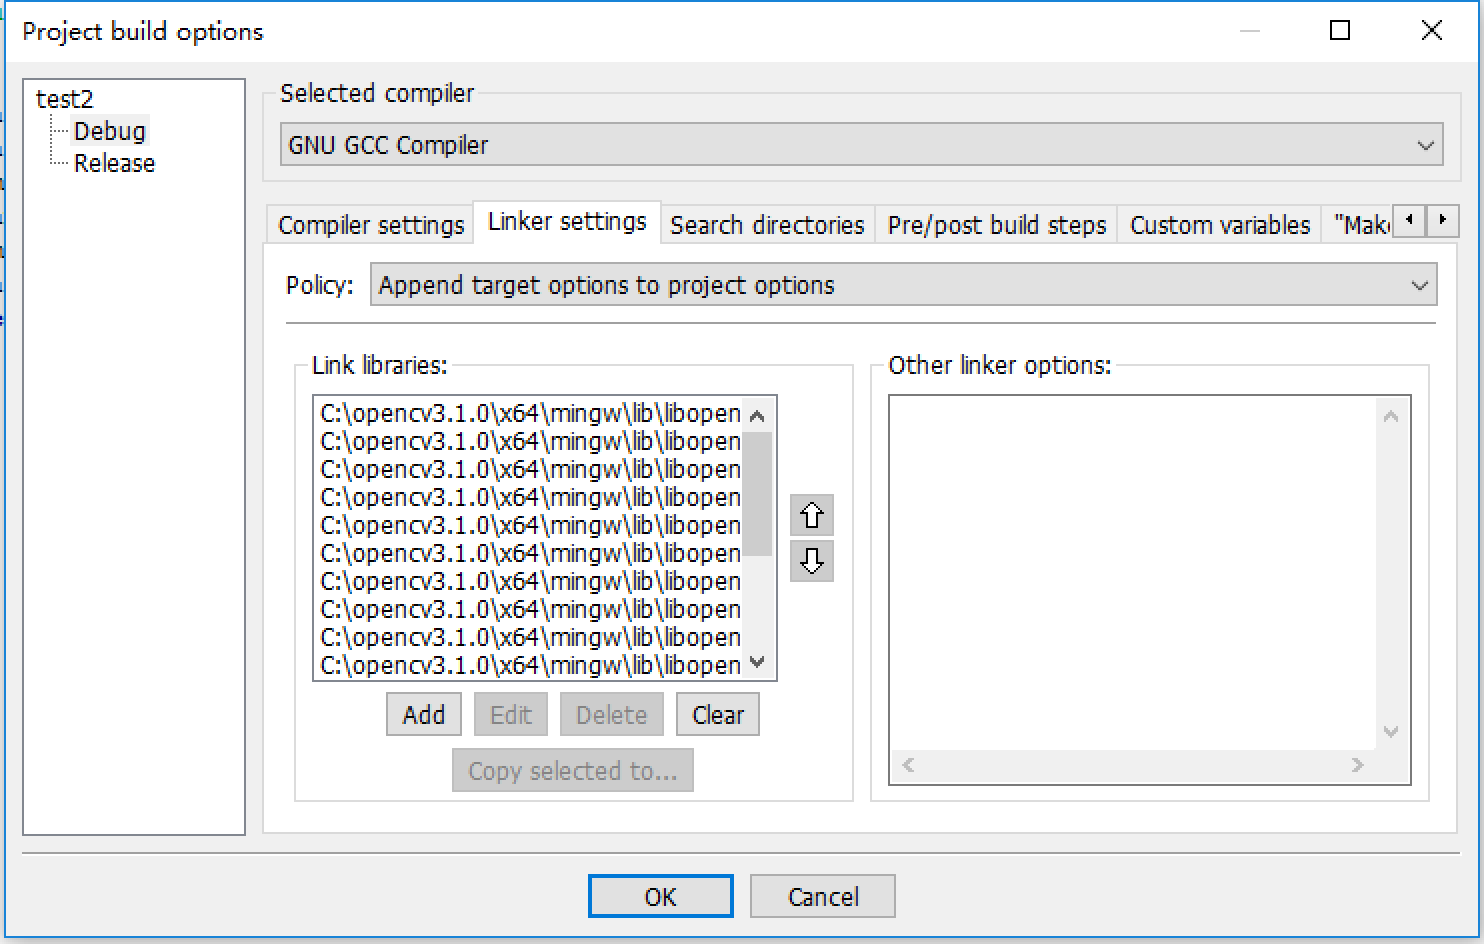 Project build options
test2
Debug
Release
Selected compiler
GNU GCC Compiler
Compiler settings
Linker settings
Search directories
Pre/post build steps
Custom variables
"Make
Policy:
Append target options to project options
Link libraries:
C:\opencv3.1.0\x64\mingw\lib\libopen
C:\opencv3.1.0\x64\mingw\lib\libopen
C:\opencv3.1.0\x64\mingw\lib\libopen
C:\opencv3.1.0\x64\mingw\lib\libopen
C:\opencv3.1.0\x64\mingw\lib\libopen
C:\opencv3.1.0\x64\mingw\lib\libopen
C:\opencv3.1.0\x64\mingw\lib\libopen
C:\opencv3.1.0\x64\mingw\lib\libopen
C:\opencv3.1.0\x64\mingw\lib\libopen
C:\opencv3.1.0\x64\mingw\lib\libopen
Add
Edit
Delete
Clear
Copy selected to...
Other linker options:
OK
Cancel